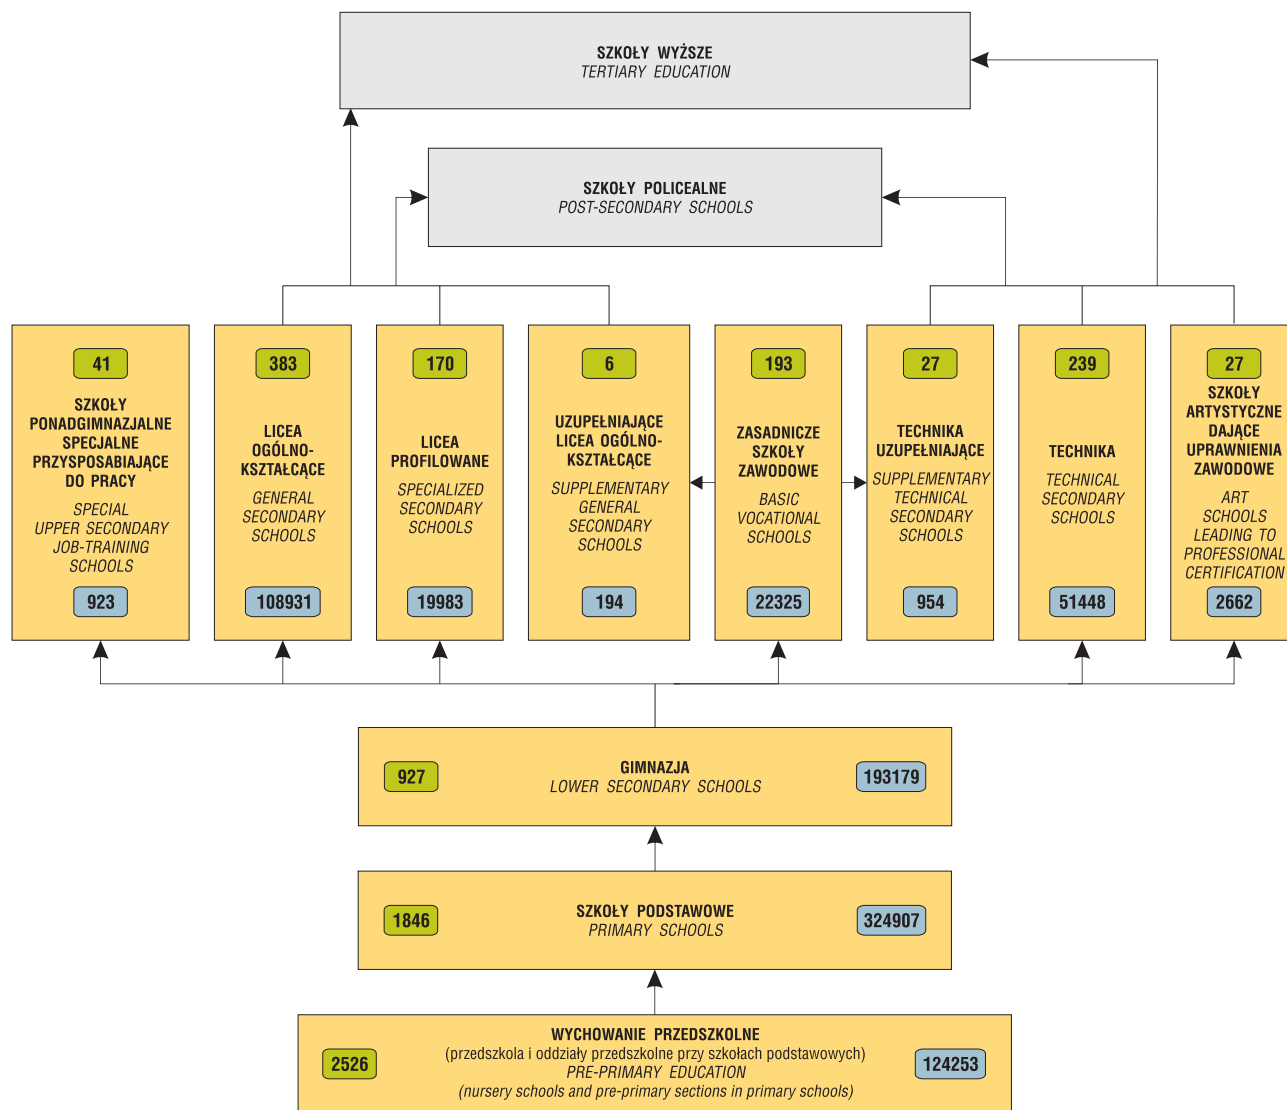 SZKOŁY WYŻSZE
TERTIARY EDUCATION
SZKOŁY POLICEALNE
POST-SECONDARY SCHOOLS
41
SZKOŁY
PONADGIMNAZJALNE
SPECJALNE
PRZYSPOSABIAJĄCE
DO PRACY
SPECIAL
UPPER SECONDARY
JOB-TRAINING
SCHOOLS
923
383
LICEA
OGÓLNO-
KSZTAŁCĄCE
GENERAL
SECONDARY
SCHOOLS
108931
170
LICEA
PROFILOWANE
SPECIALIZED
SECONDARY
SCHOOLS
19983
6
UZUPEŁNIAJĄCE
LICEA OGÓLNO-
KSZTAŁCĄCE
SUPPLEMENTARY
GENERAL
SECONDARY
SCHOOLS
194
193
ZASADNICZE
SZKOŁY
ZAWODOWE
BASIC
VOCATIONAL
SCHOOLS
22325
27
TECHNIKA
UZUPEŁNIAJĄCE
SUPPLEMENTARY
TECHNICAL
SECONDARY
SCHOOLS
954
239
TECHNIKA
TECHNICAL
SECONDARY
SCHOOLS
51448
27
SZKOŁY
ARTYSTYCZNE
DAJĄCE
UPRAWNIENIA
ZAWODOWE
ART
SCHOOLS
LEADING TO
PROFESSIONAL
CERTIFICATION
2662
927
GIMNAZJA
LOWER SECONDARY SCHOOLS
193179
1846
SZKOŁY PODSTAWOWE
PRIMARY SCHOOLS
324907
2526
WYCHOWANIE PRZEDSZKOLNE
(przedszkola i oddziały przedszkolne przy szkołach podstawowych)
PRE-PRIMARY EDUCATION
(nursery schools and pre-primary sections in primary schools)
124253